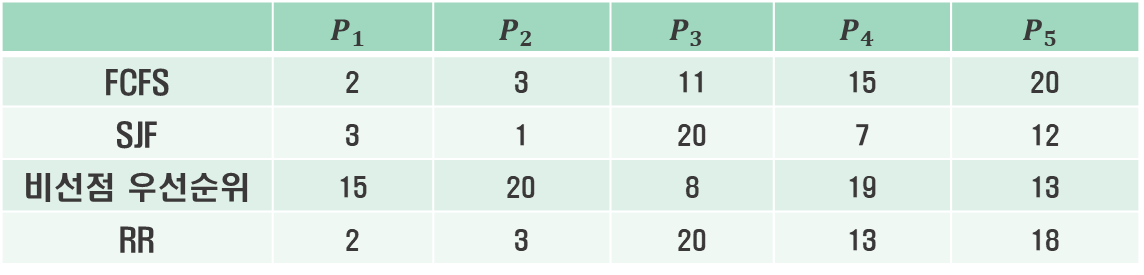 P₁ P₂ P₃ P₄ P₅
FCFS 2 3 11 15 20
SJF 3 1 20 7 12
비선점 우선순위 15 20 8 19 13
RR 2 3 20 13 18